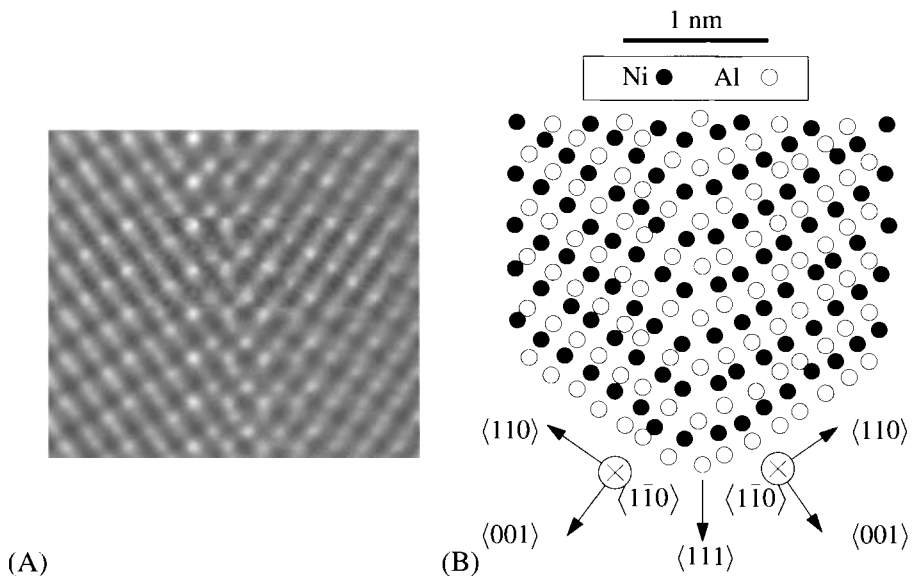 1 nm
Ni Al
⟨110⟩ ⟨110⟩
⟨11̄0⟩ ⟨11̄0⟩
⟨001⟩ ⟨001⟩
⟨111⟩
(A) (B)